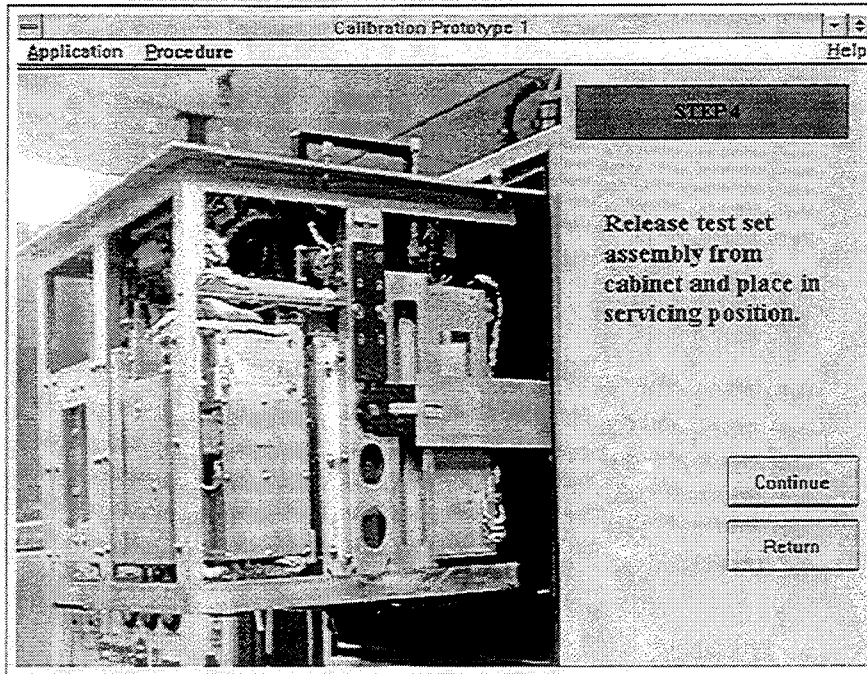 Calibration Prototype 1
Application Procedure Help
STEP 4
Release test set
assembly from
cabinet and place in
servicing position.
Continue
Return